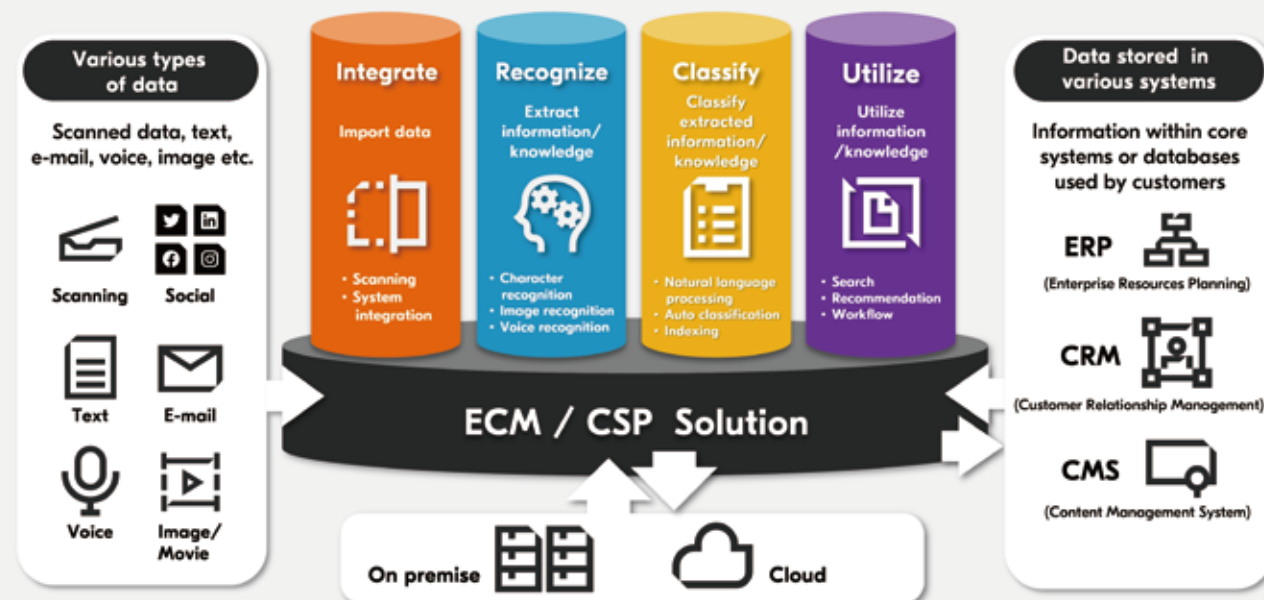 Various types
of data
Scanned data, text,
e-mail, voice, image etc.
Scanning
Social
in
Text
E-mail
Voice
Image/
Movie
Integrate
Import data
• Scanning
• System
integration
Recognize
Extract
information/
knowledge
• Character
recognition
• Image recognition
• Voice recognition
Classify
Classify
extracted
information/
knowledge
• Natural language
processing
• Auto classification
• Indexing
Utilize
Utilize
information
/knowledge
• Search
• Recommendation
• Workflow
ECM / CSP Solution
On premise
Cloud
Data stored in
various systems
Information within core
systems or databases
used by customers
ERP
(Enterprise Resources Planning)
CRM
(Customer Relationship Management)
CMS
(Content Management System)